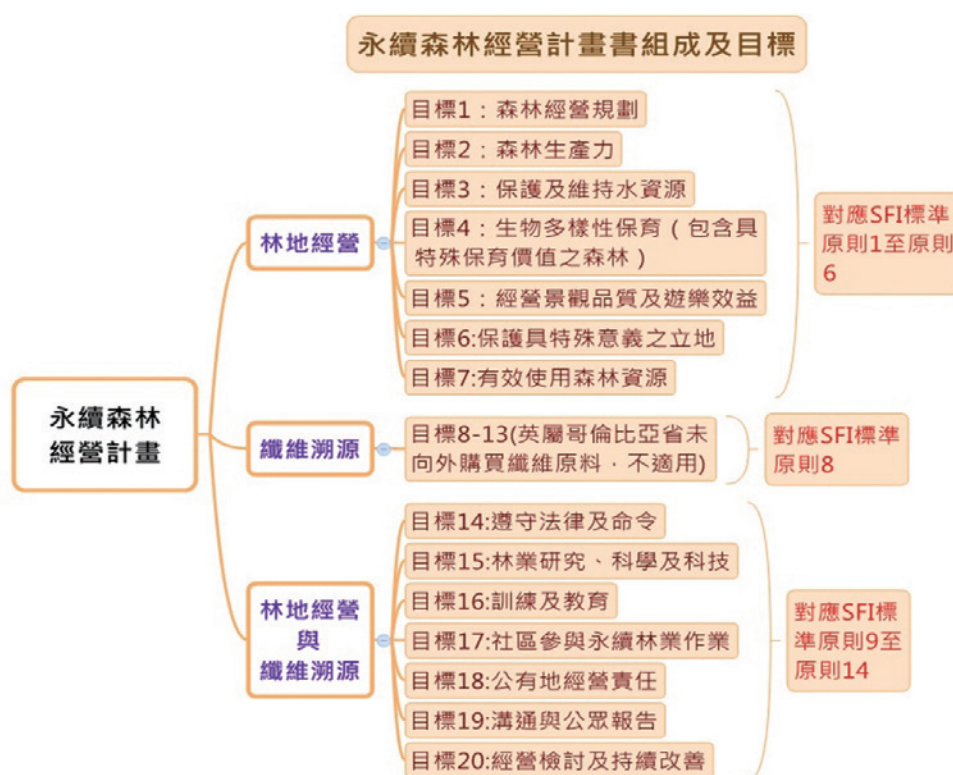 永續森林經營計畫書組成及目標
永續森林
經營計畫
林地經營
目標1：森林經營規劃
目標2：森林生產力
目標3：保護及維持水資源
目標4：生物多樣性保育（包含具
特殊保育價值之森林）
目標5：經營景觀品質及遊樂效益
目標6:保護具特殊意義之立地
目標7:有效使用森林資源
對應SFI標準
原則1至原則
6
纖維溯源
目標8-13(英屬哥倫比亞省未
向外購買纖維原料，不適用)
對應SFI標準
原則8
林地經營
與
纖維溯源
目標14:遵守法律及命令
目標15:林業研究、科學及科技
目標16:訓練及教育
目標17:社區參與永續林業作業
目標18:公有地經營責任
目標19:溝通與公眾報告
目標20:經營檢討及持續改善
對應SFI標
準原則9至
原則14